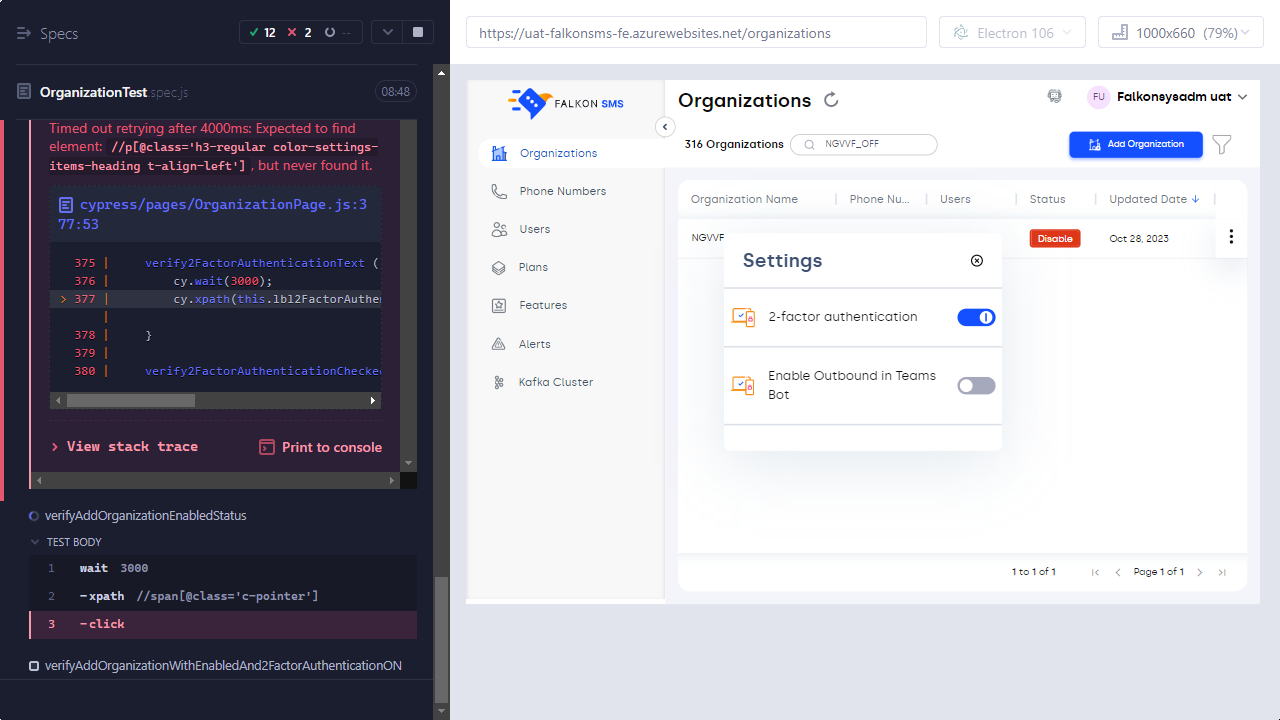 Specs
12
2
--
https://uat-falkonsms-fe.azurewebsites.net/organizations
Electron 106
1000x660 (79%)
OrganizationTest.spec.js
08:48
Timed out retrying after 4000ms: Expected to find
element: //p[@class='h3-regular color-settings-
items-heading t-align-left'] , but never found it.
cypress/pages/OrganizationPage.js:3
77:53
375 | verify2FactorAuthenticationText (
376 | cy.wait(3000);
> 377 | cy.xpath(this.lbl2FactorAuthe
|
378 | }
379 |
380 | verify2FactorAuthenticationChecke
View stack trace
Print to console
verifyAddOrganizationEnabledStatus
TEST BODY
1 wait 3000
2 -xpath //span[@class='c-pointer']
3 -click
verifyAddOrganizationWithEnabledAnd2FactorAuthenticationON
FALKON SMS
Organizations
Phone Numbers
Users
Plans
Features
Alerts
Kafka Cluster
Organizations
FU
Falkonsysadm uat
316 Organizations
NGVVF_OFF
Add Organization
Organization Name
Phone Nu...
Users
Status
Updated Date
NGVVF
Disable
Oct 28, 2023
Settings
2-factor authentication
Enable Outbound in Teams
Bot
1 to 1 of 1
Page 1 of 1